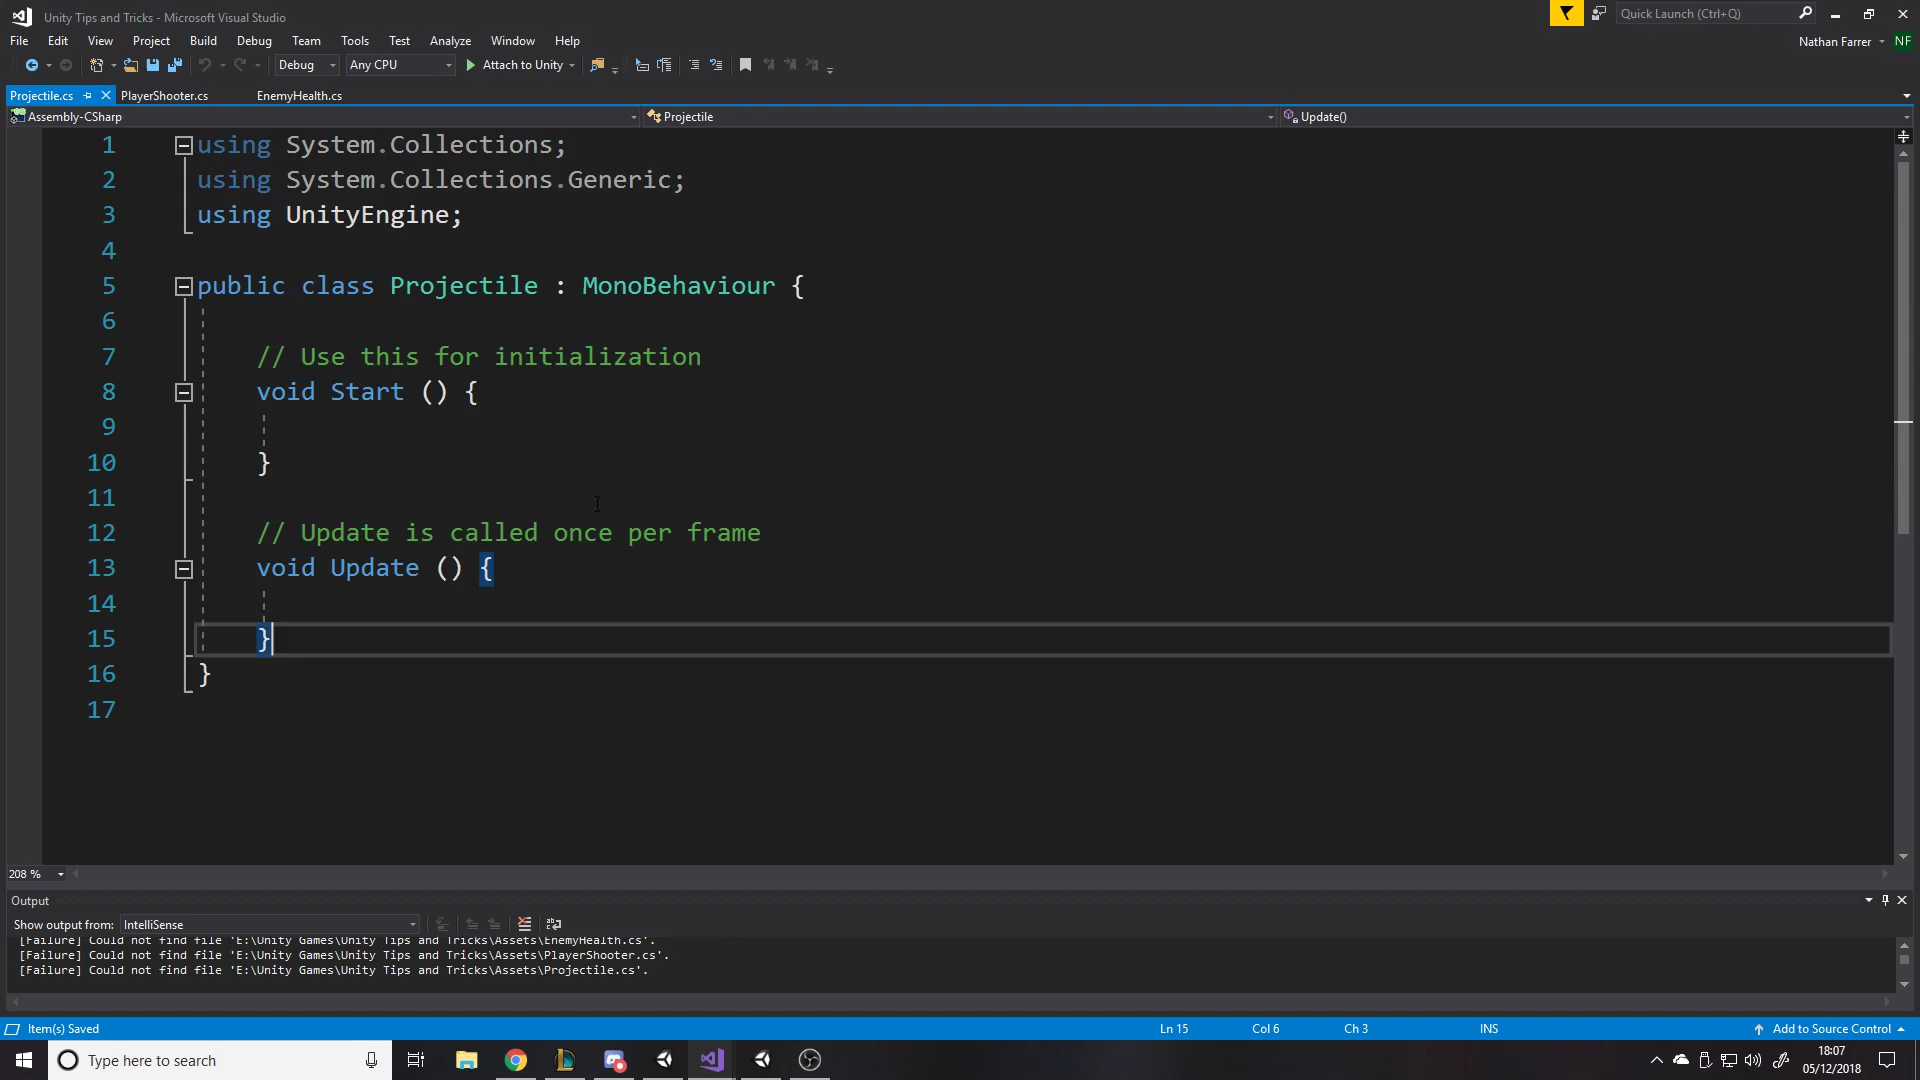 Unity Tips and Tricks - Microsoft Visual Studio
Quick Launch (Ctrl+Q)
File Edit View Project Build Debug Team Tools Test Analyze Window Help
Nathan Farrer NF
Debug Any CPU Attach to Unity
Projectile.cs PlayerShooter.cs EnemyHealth.cs
Assembly-CSharp Projectile Update()
1 using System.Collections;
2 using System.Collections.Generic;
3 using UnityEngine;
4
5 public class Projectile : MonoBehaviour {
6
7 // Use this for initialization
8 void Start () {
9
10 }
11
12 // Update is called once per frame
13 void Update () {
14
15 }
16 }
17
208 %
Output
Show output from: IntelliSense
[Failure] Could not find file 'E:\Unity Games\Unity Tips and Tricks\Assets\EnemyHealth.cs'.
[Failure] Could not find file 'E:\Unity Games\Unity Tips and Tricks\Assets\PlayerShooter.cs'.
[Failure] Could not find file 'E:\Unity Games\Unity Tips and Tricks\Assets\Projectile.cs'.
Item(s) Saved Ln 15 Col 6 Ch 3 INS Add to Source Control
Type here to search
18:07
05/12/2018